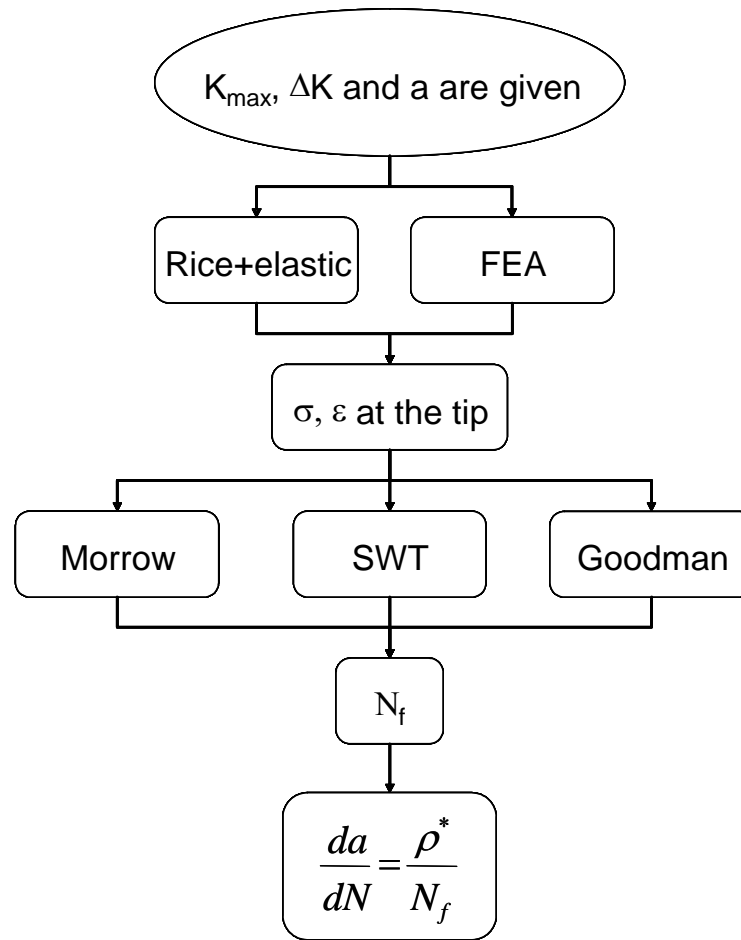 K_max, ΔK and a are given
Rice+elastic
FEA
σ, ε at the tip
Morrow
SWT
Goodman
N_f
da/dN = ρ*/N_f